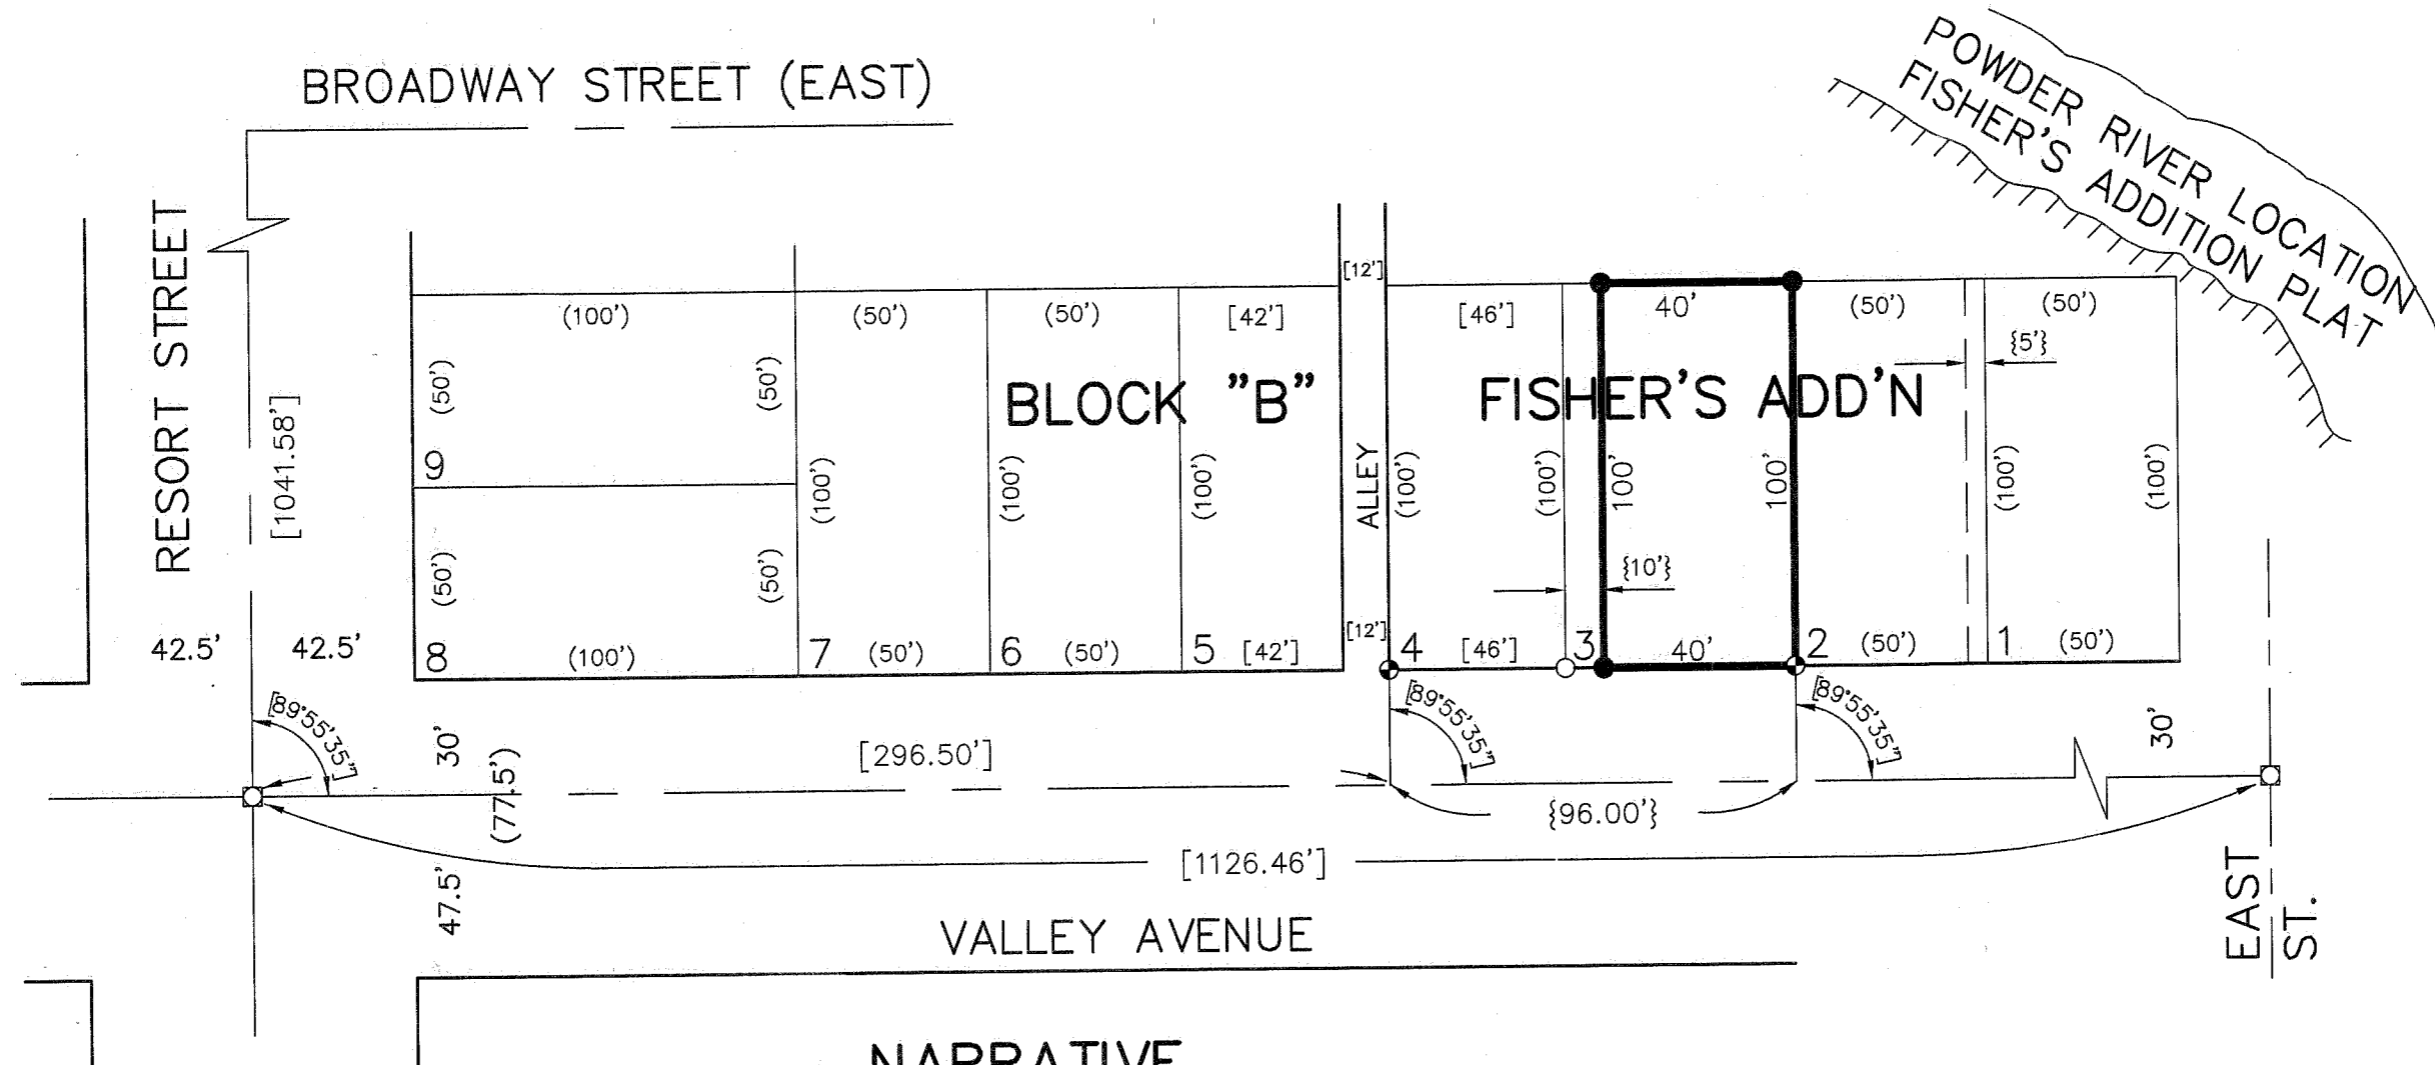 BROADWAY STREET (EAST)
POWDER RIVER LOCATION
FISHER'S ADDITION PLAT
RESORT STREET
[1041.58']
[12']
(100') (50') (50') [42'] [46'] 40' (50') (50')
{5'}
(50') (50')
BLOCK "B" FISHER'S ADD'N
9
(100') (100') (100') ALLEY (100') (100') 100' 100' (100') (100')
(50') (50')
{10'}
[12']
42.5' 42.5' 8 (100') 7 (50') 6 (50') 5 [42'] 4 [46'] 3 40' 2 (50') 1 (50')
[89°55'35"] [89°55'35"] [89°55'35"]
30' [296.50'] 30'
(77.5')
{96.00'}
[1126.46']
47.5'
VALLEY AVENUE
EAST
ST.
NARRATIVE